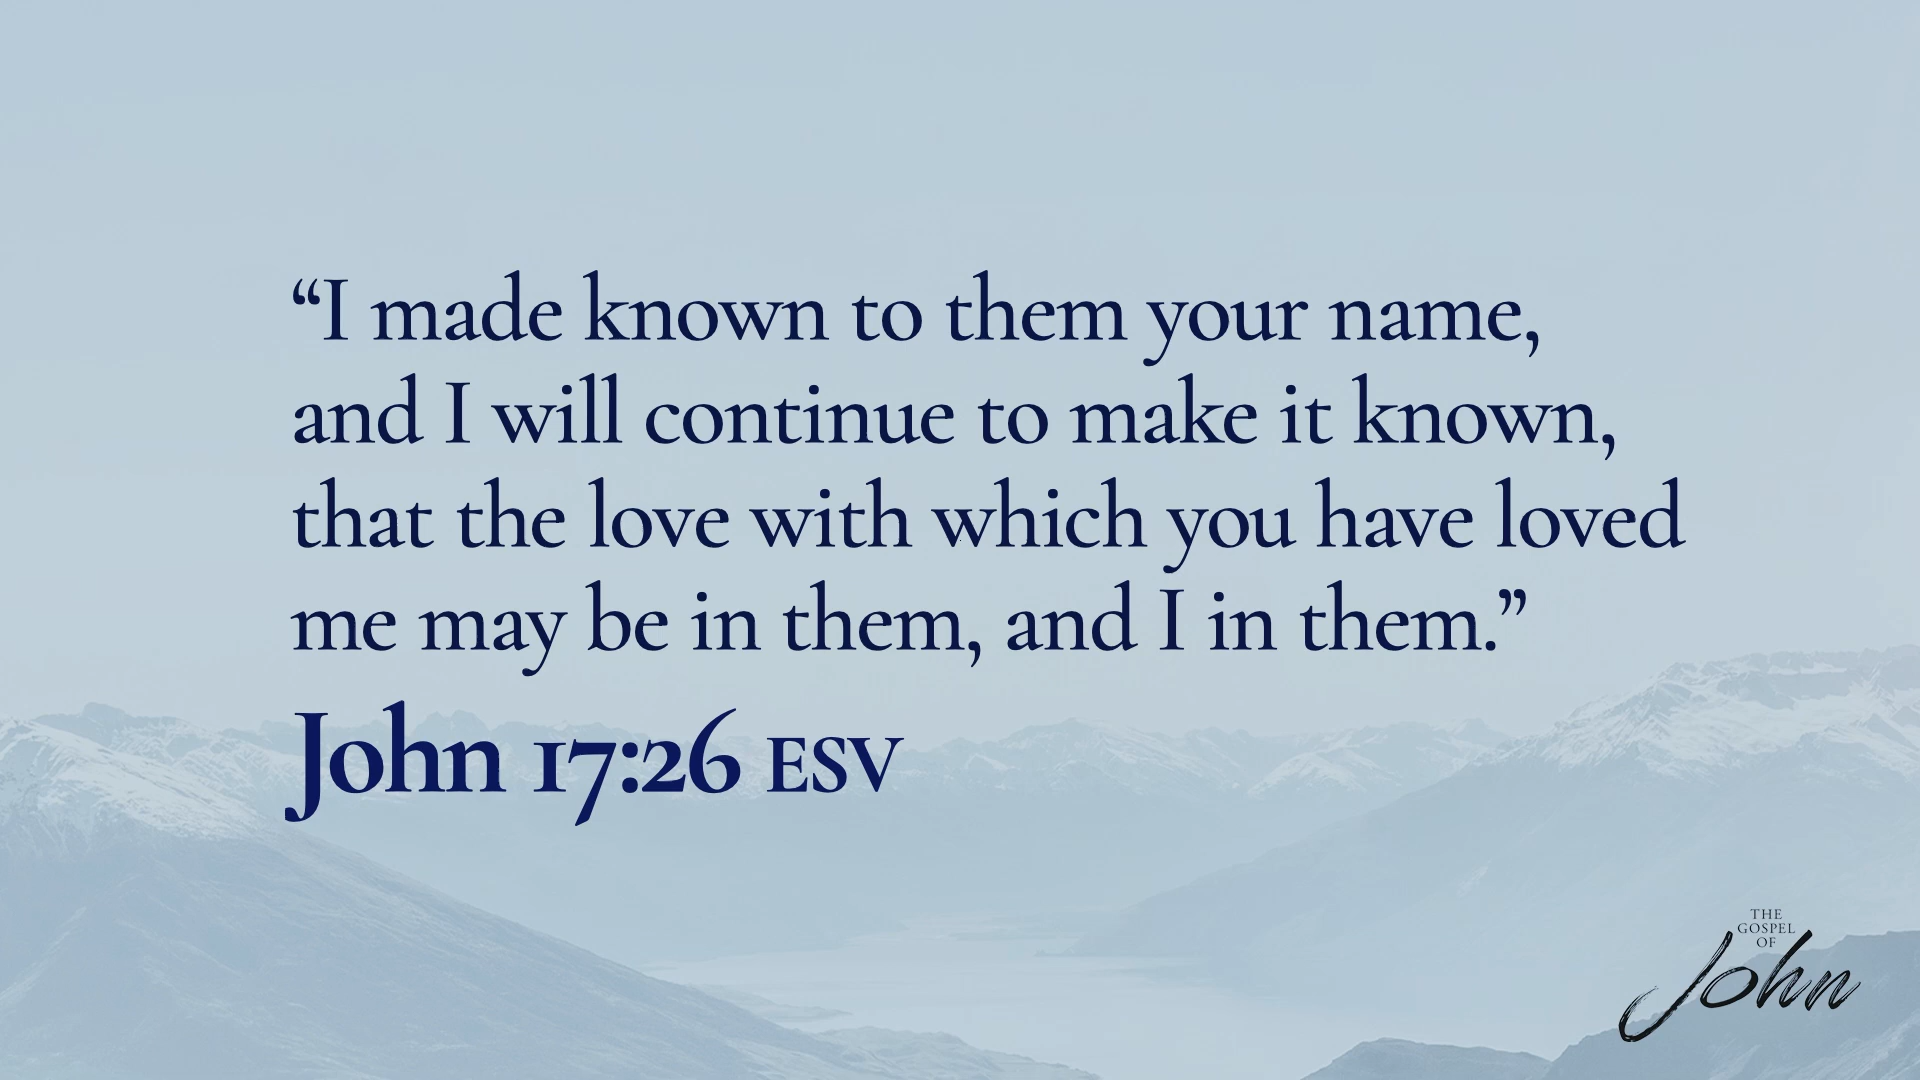 “I made known to them your name,
and I will continue to make it known,
that the love with which you have loved
me may be in them, and I in them.”
John 17:26 ESV
THE
GOSPEL
OF
John